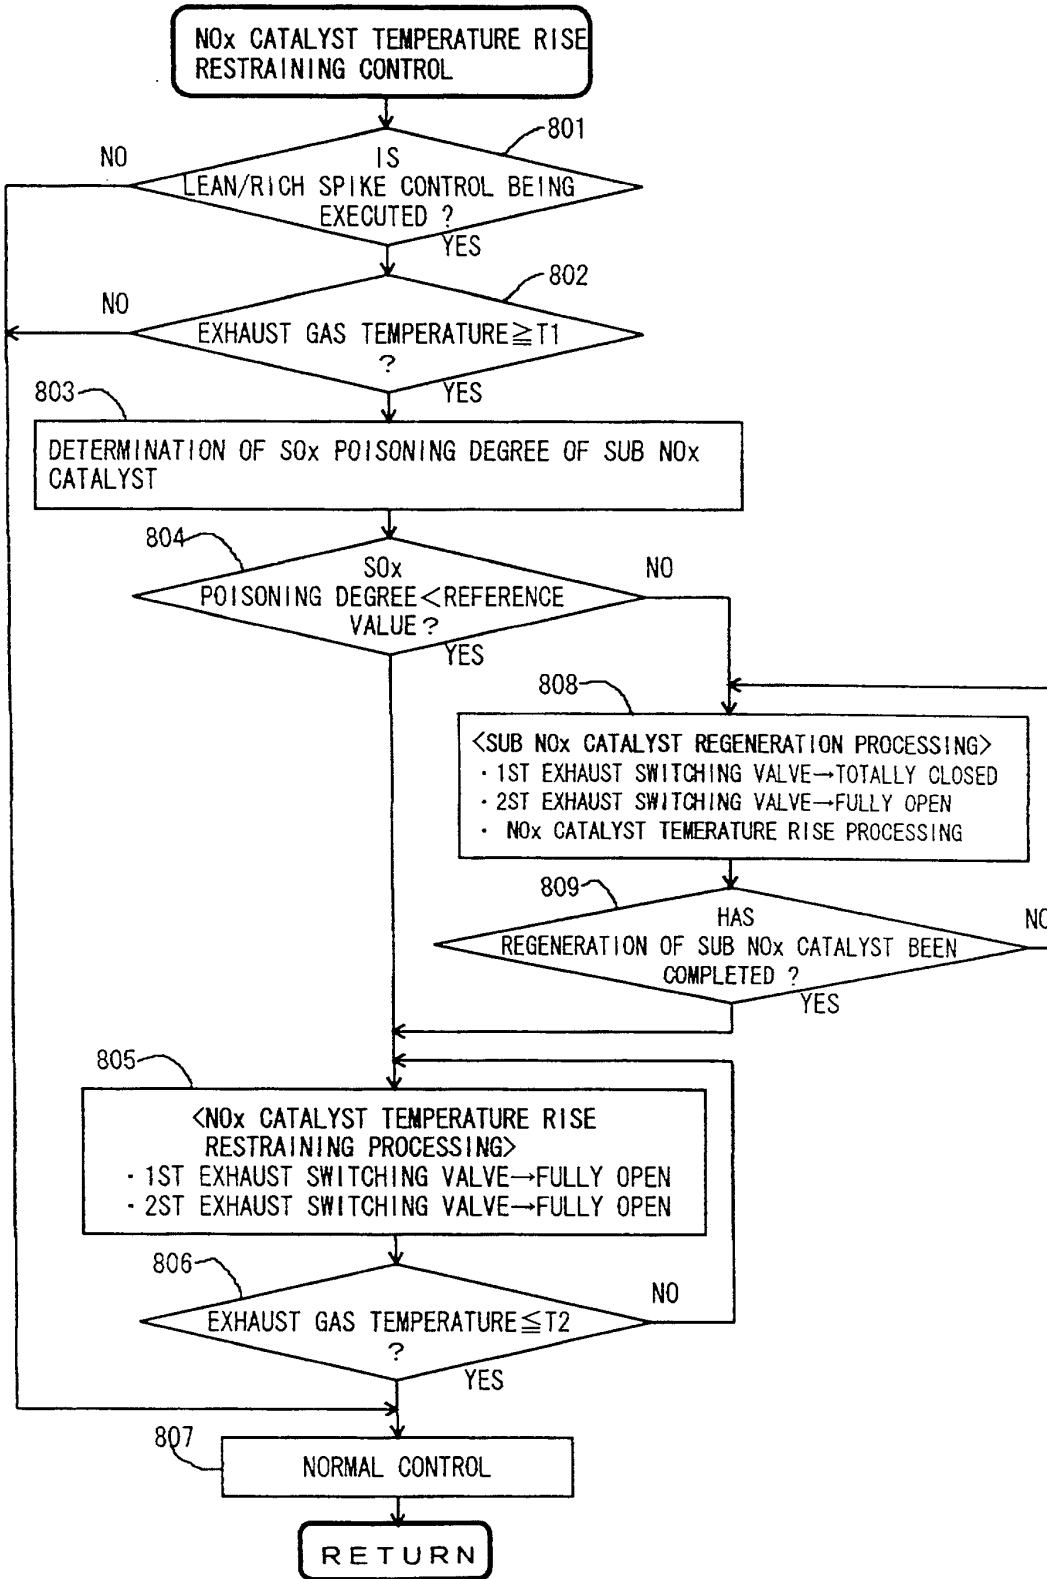 NOx CATALYST TEMPERATURE RISE
RESTRAINING CONTROL
801
NO
IS
LEAN/RICH SPIKE CONTROL BEING
EXECUTED ?
YES
802
NO
EXHAUST GAS TEMPERATURE≧T1
?
YES
803
DETERMINATION OF SOx POISONING DEGREE OF SUB NOx
CATALYST
804
SOx
POISONING DEGREE<REFERENCE
VALUE?
NO
YES
808
<SUB NOx CATALYST REGENERATION PROCESSING>
· 1ST EXHAUST SWITCHING VALVE→TOTALLY CLOSED
· 2ST EXHAUST SWITCHING VALVE→FULLY OPEN
· NOx CATALYST TEMERATURE RISE PROCESSING
809
HAS
REGENERATION OF SUB NOx CATALYST BEEN
COMPLETED ?
NO
YES
805
<NOx CATALYST TEMPERATURE RISE
RESTRAINING PROCESSING>
· 1ST EXHAUST SWITCHING VALVE→FULLY OPEN
· 2ST EXHAUST SWITCHING VALVE→FULLY OPEN
806
NO
EXHAUST GAS TEMPERATURE≦T2
?
YES
807
NORMAL CONTROL
RETURN